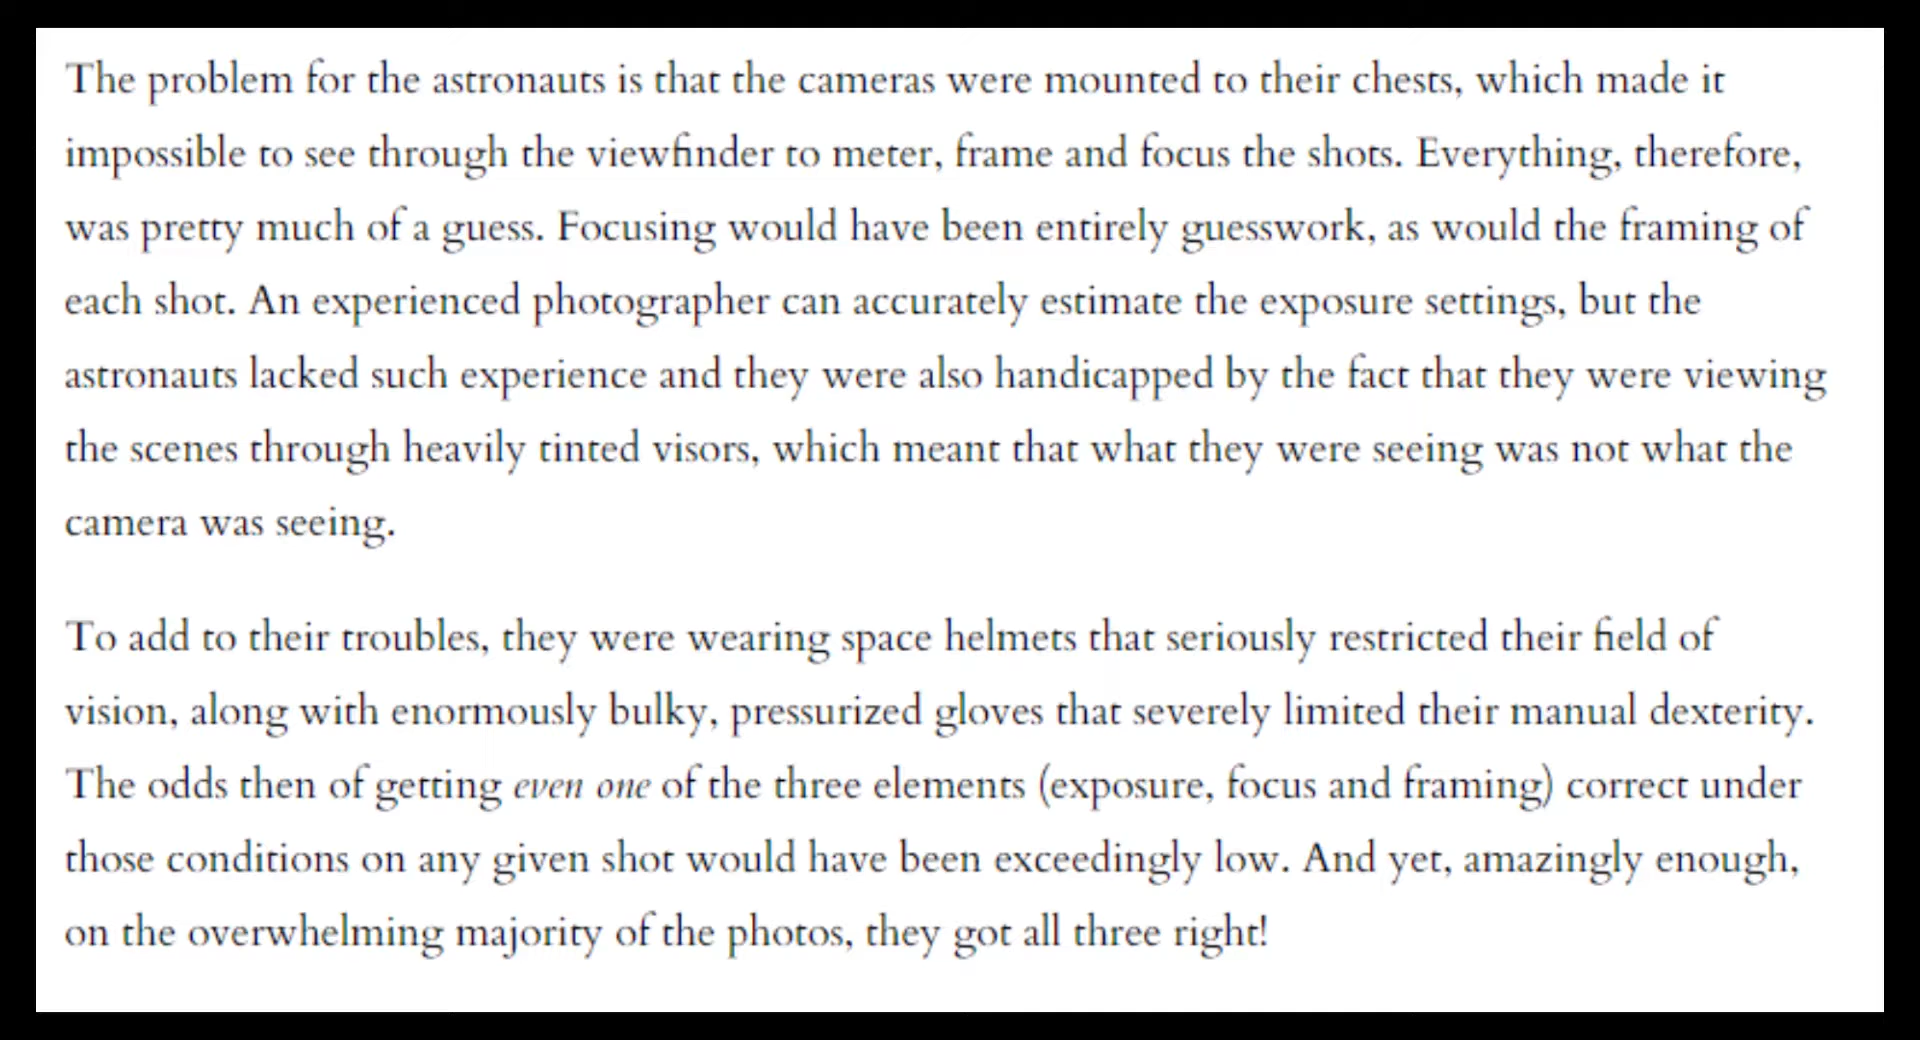 The problem for the astronauts is that the cameras were mounted to their chests, which made it
impossible to see through the viewfinder to meter, frame and focus the shots. Everything, therefore,
was pretty much of a guess. Focusing would have been entirely guesswork, as would the framing of
each shot. An experienced photographer can accurately estimate the exposure settings, but the
astronauts lacked such experience and they were also handicapped by the fact that they were viewing
the scenes through heavily tinted visors, which meant that what they were seeing was not what the
camera was seeing.
To add to their troubles, they were wearing space helmets that seriously restricted their field of
vision, along with enormously bulky, pressurized gloves that severely limited their manual dexterity.
The odds then of getting even one of the three elements (exposure, focus and framing) correct under
those conditions on any given shot would have been exceedingly low. And yet, amazingly enough,
on the overwhelming majority of the photos, they got all three right!